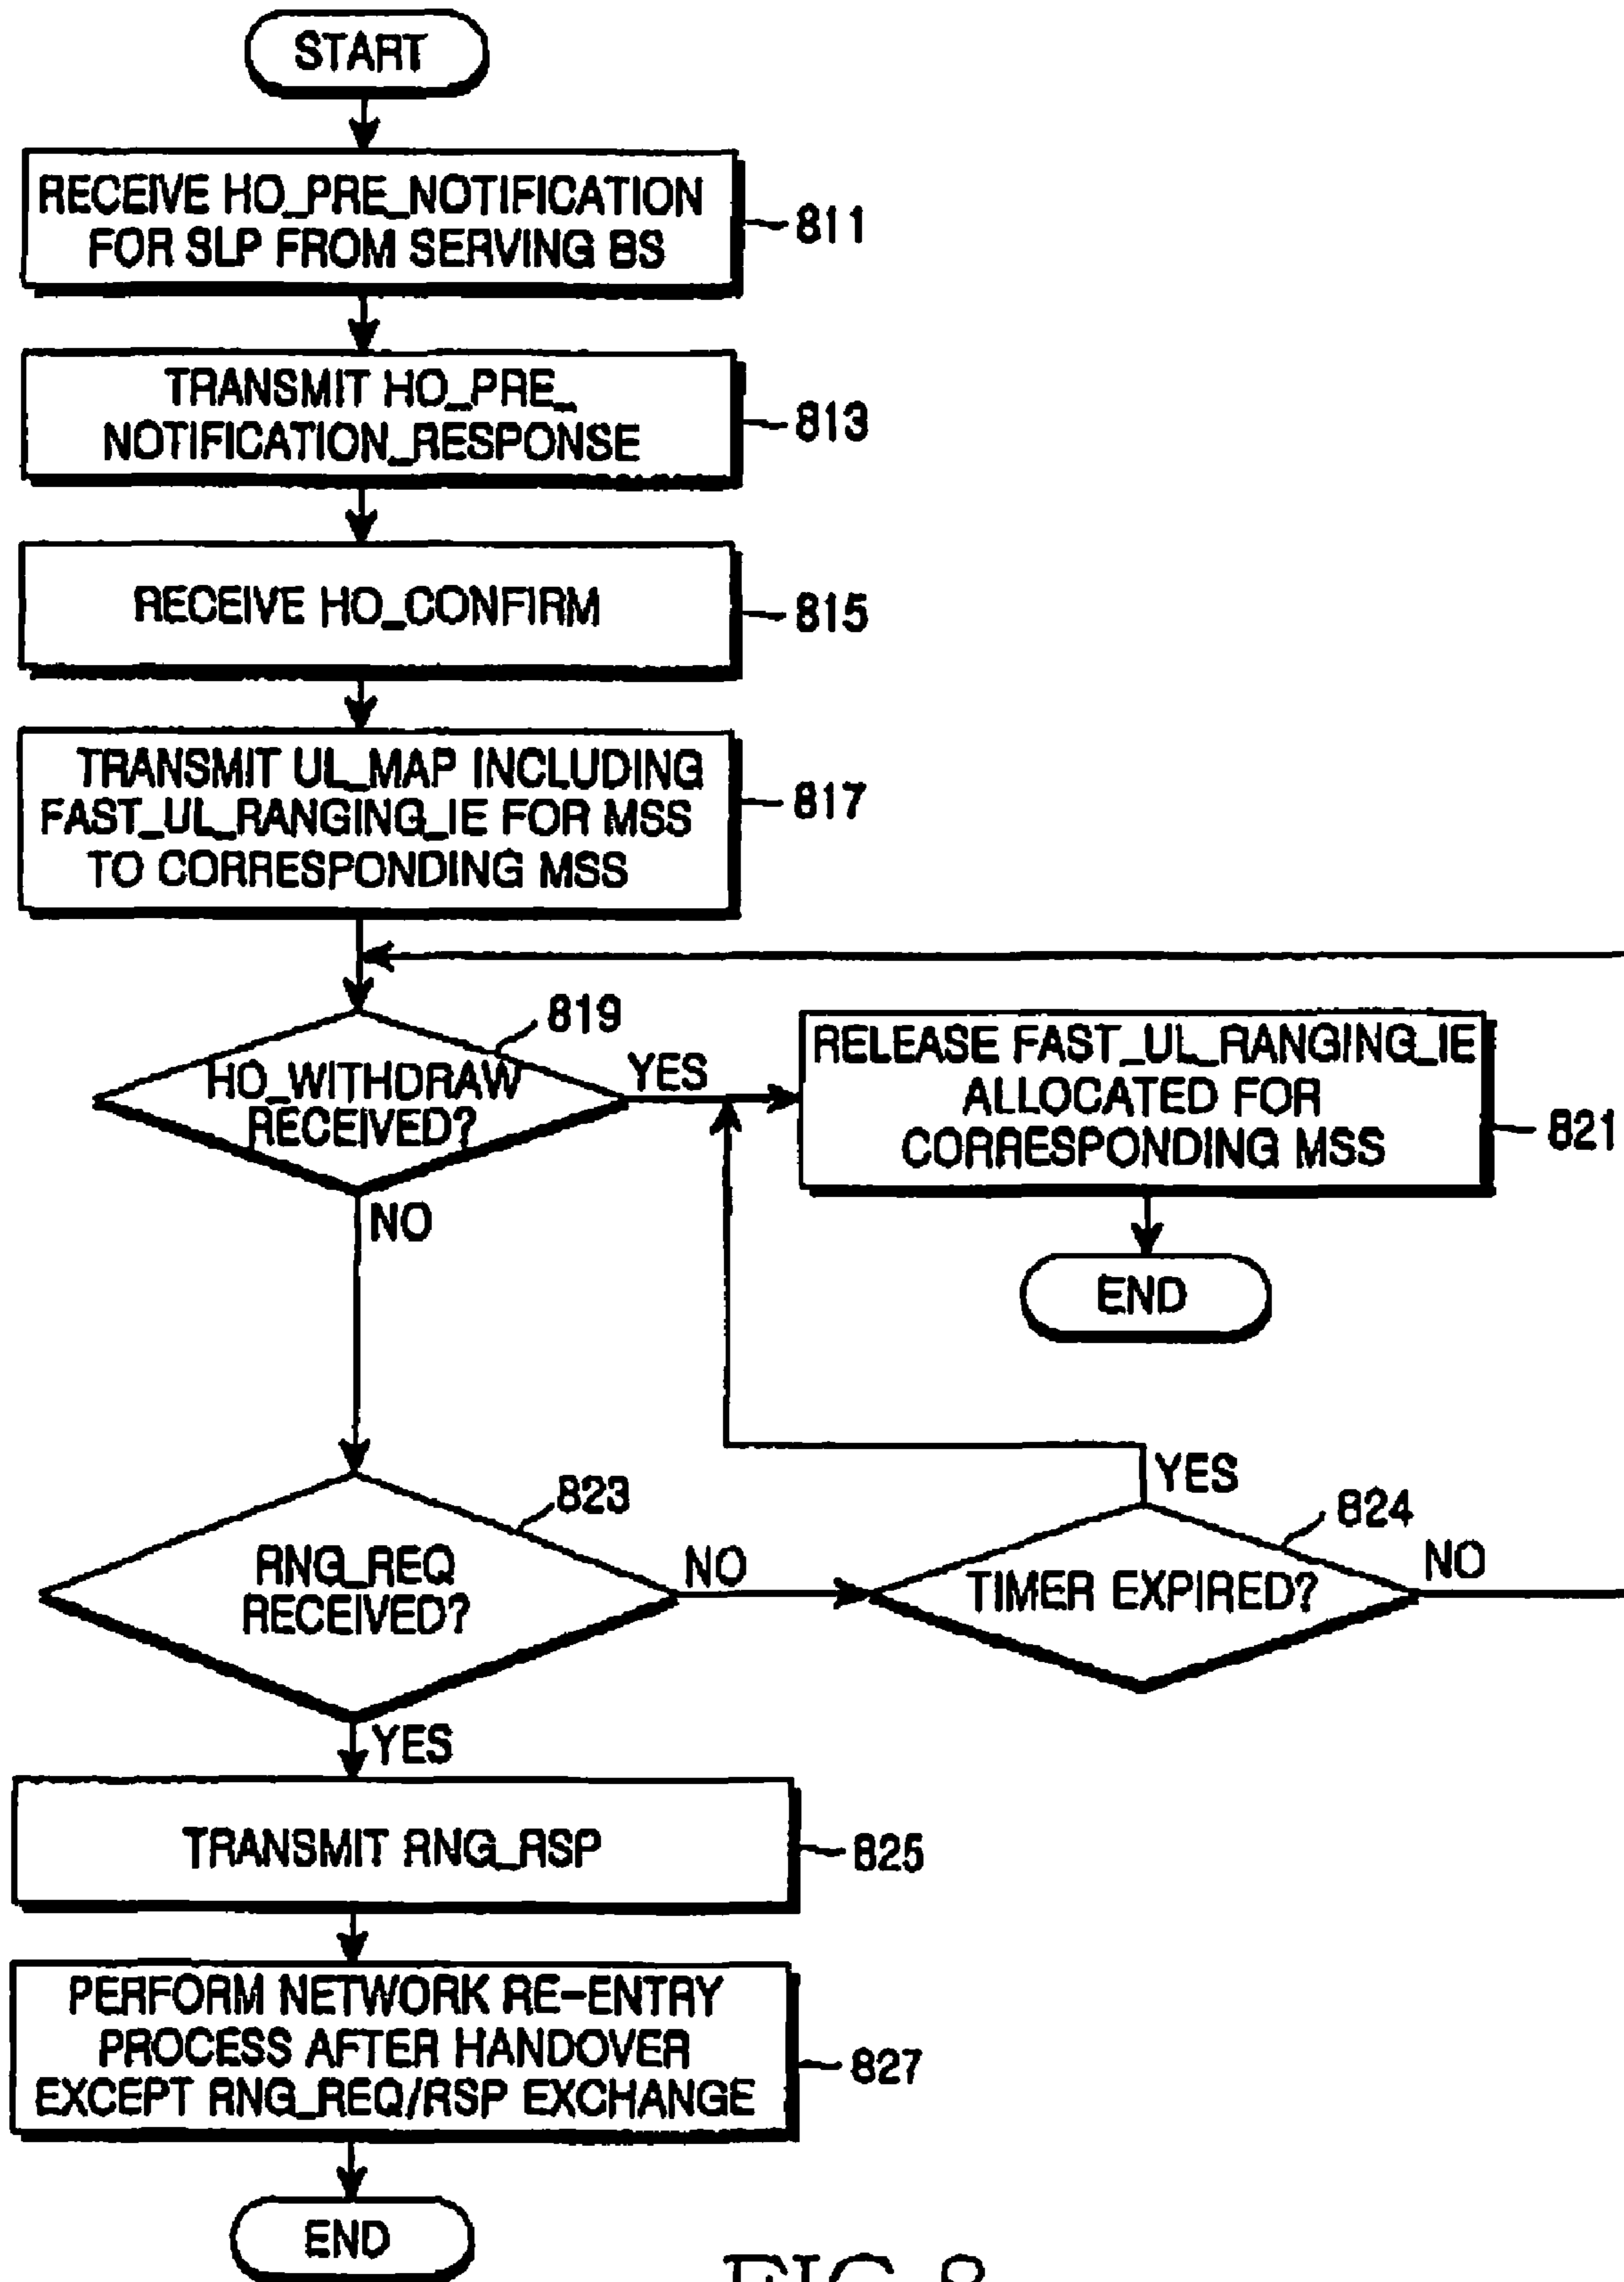 START
RECEIVE HO_PRE_NOTIFICATION
FOR SLP FROM SERVING BS
811
TRANSMIT HO_PRE_
NOTIFICATION_RESPONSE
813
RECEIVE HO_CONFIRM
815
TRANSMIT UL_MAP INCLUDING
FAST_UL_RANGING_IE FOR MSS
TO CORRESPONDING MSS
817
819
HO_WITHDRAW
RECEIVED?
YES
NO
RELEASE FAST_UL_RANGING_IE
ALLOCATED FOR
CORRESPONDING MSS
821
END
823
RNG_REQ
RECEIVED?
NO
YES
824
TIMER EXPIRED?
YES
NO
TRANSMIT RNG_RSP
825
PERFORM NETWORK RE-ENTRY
PROCESS AFTER HANDOVER
EXCEPT RNG_REQ/RSP EXCHANGE
827
END